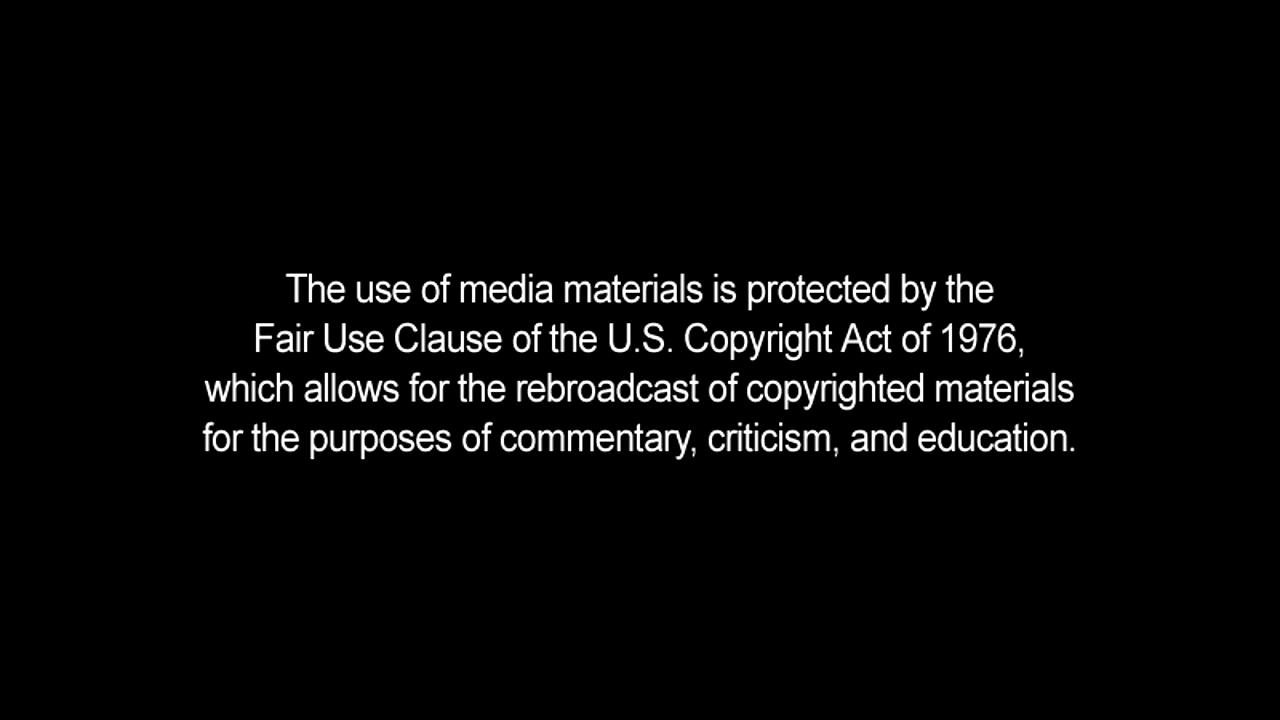 The use of media materials is protected by the
Fair Use Clause of the U.S. Copyright Act of 1976,
which allows for the rebroadcast of copyrighted materials
for the purposes of commentary, criticism, and education.